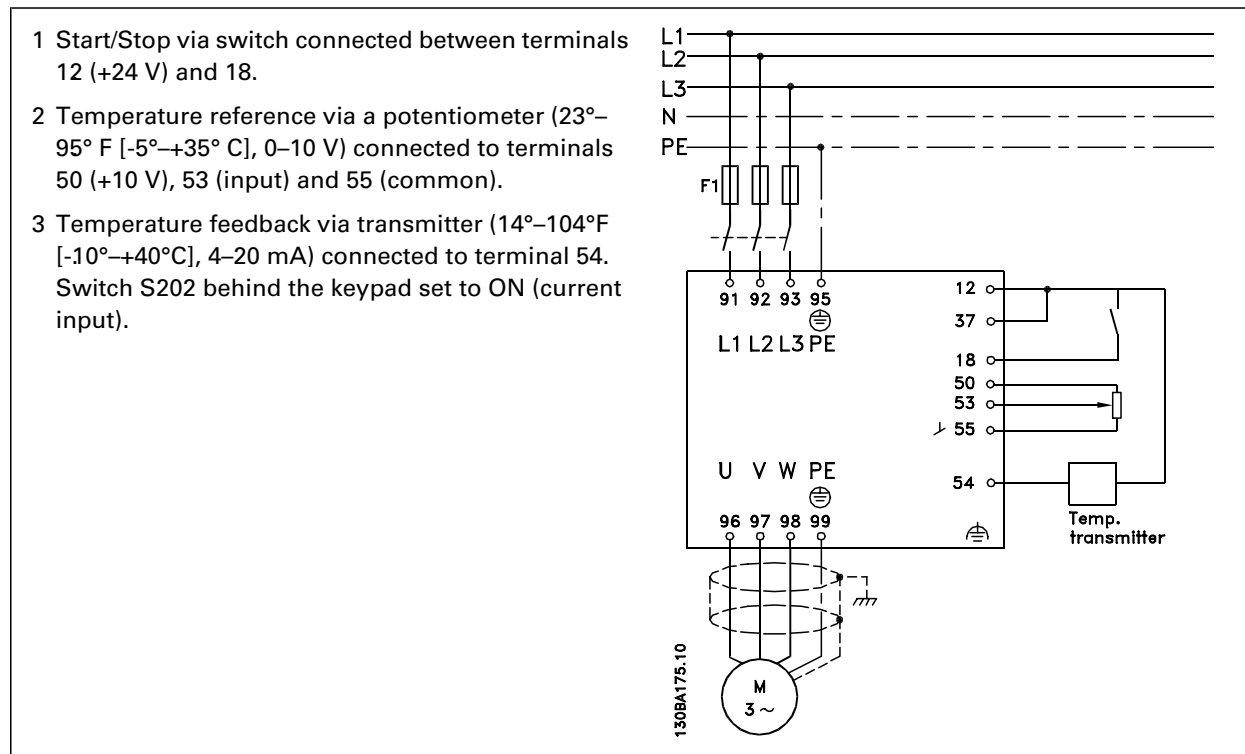 1 Start/Stop via switch connected between terminals
12 (+24 V) and 18.
2 Temperature reference via a potentiometer (23°–
95° F [-5°–+35° C], 0–10 V) connected to terminals
50 (+10 V), 53 (input) and 55 (common).
3 Temperature feedback via transmitter (14°–104°F
[-.10°–+40°C], 4–20 mA) connected to terminal 54.
Switch S202 behind the keypad set to ON (current
input).
L1
L2
L3
N
PE
F1
91 92 93 95
L1 L2 L3 PE
12
37
18
50
53
55
54
Temp.
transmitter
U V W PE
96 97 98 99
M
3 ~
130BA175.10